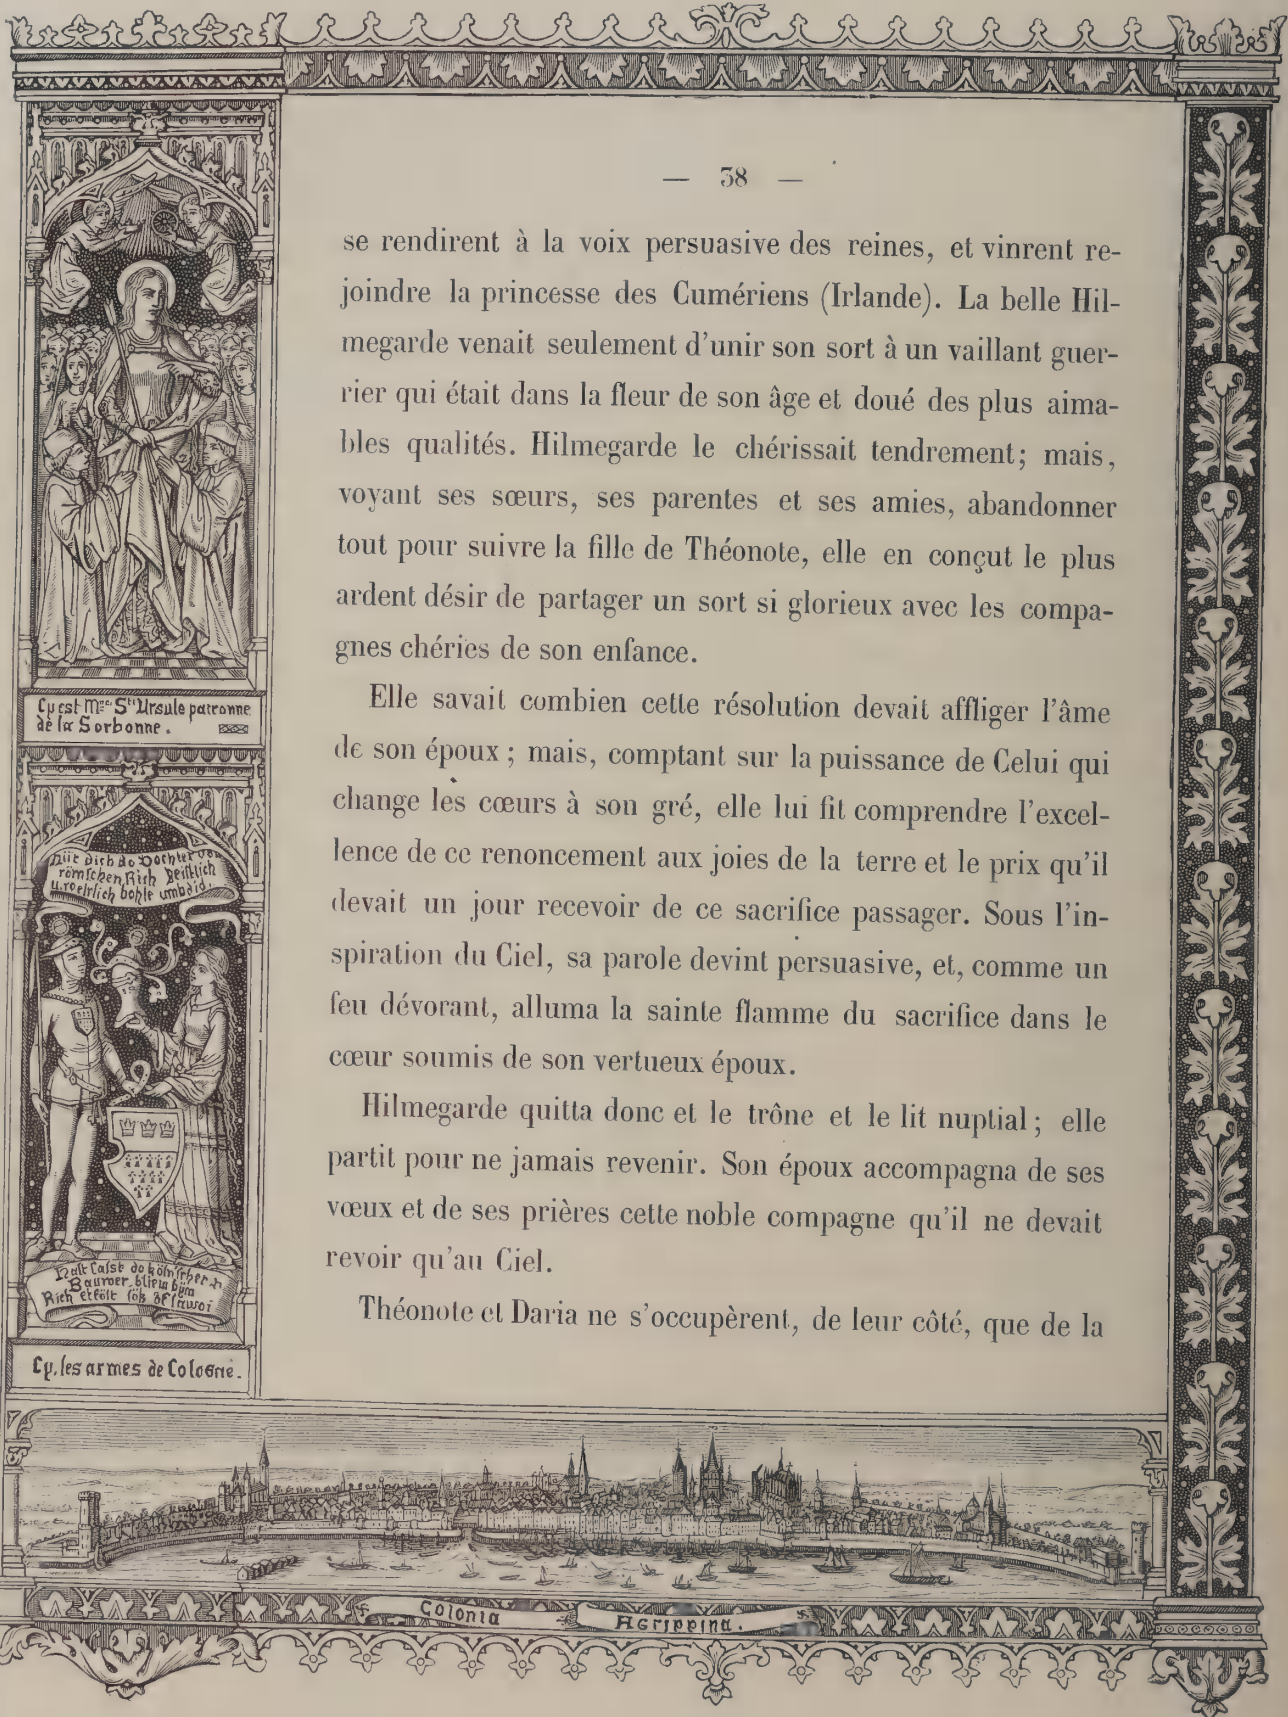 — 38 —
se rendirent à la voix persuasive des reines, et vinrent re-
joindre la princesse des Cumériens (Irlande). La belle Hil-
megarde venait seulement d'unir son sort à un vaillant guer-
rier qui était dans la fleur de son âge et doué des plus aima-
bles qualités. Hilmegarde le chérissait tendrement; mais,
voyant ses sœurs, ses parentes et ses amies, abandonner
tout pour suivre la fille de Théonote, elle en conçut le plus
ardent désir de partager un sort si glorieux avec les compa-
gnes chéries de son enfance.
Elle savait combien cette résolution devait affliger l'âme
de son époux; mais, comptant sur la puissance de Celui qui
change les cœurs à son gré, elle lui fit comprendre l'excel-
lence de ce renoncement aux joies de la terre et le prix qu'il
devait un jour recevoir de ce sacrifice passager. Sous l'in-
spiration du Ciel, sa parole devint persuasive, et, comme un
feu dévorant, alluma la sainte flamme du sacrifice dans le
cœur soumis de son vertueux époux.
Hilmegarde quitta donc et le trône et le lit nuptial; elle
partit pour ne jamais revenir. Son époux accompagna de ses
vœux et de ses prières cette noble compagne qu'il ne devait
revoir qu'au Ciel.
Théonote et Daria ne s'occupèrent, de leur côté, que de la
Cy est Mme Ste Ursule patronne
de la Sorbonne.
dich do Dochter
römschen Rich
bohle
Halt fast do kölnscher
Rich
Cy. les armes de Cologne.
Colonia
Agrippina.